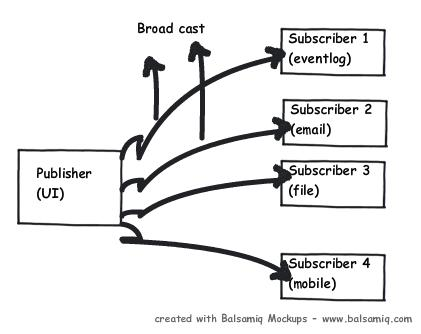 Broad cast
Subscriber 1
(eventlog)
Subscriber 2
(email)
Publisher
(UI)
Subscriber 3
(file)
Subscriber 4
(mobile)
created with Balsamiq Mockups - www.balsamiq.com